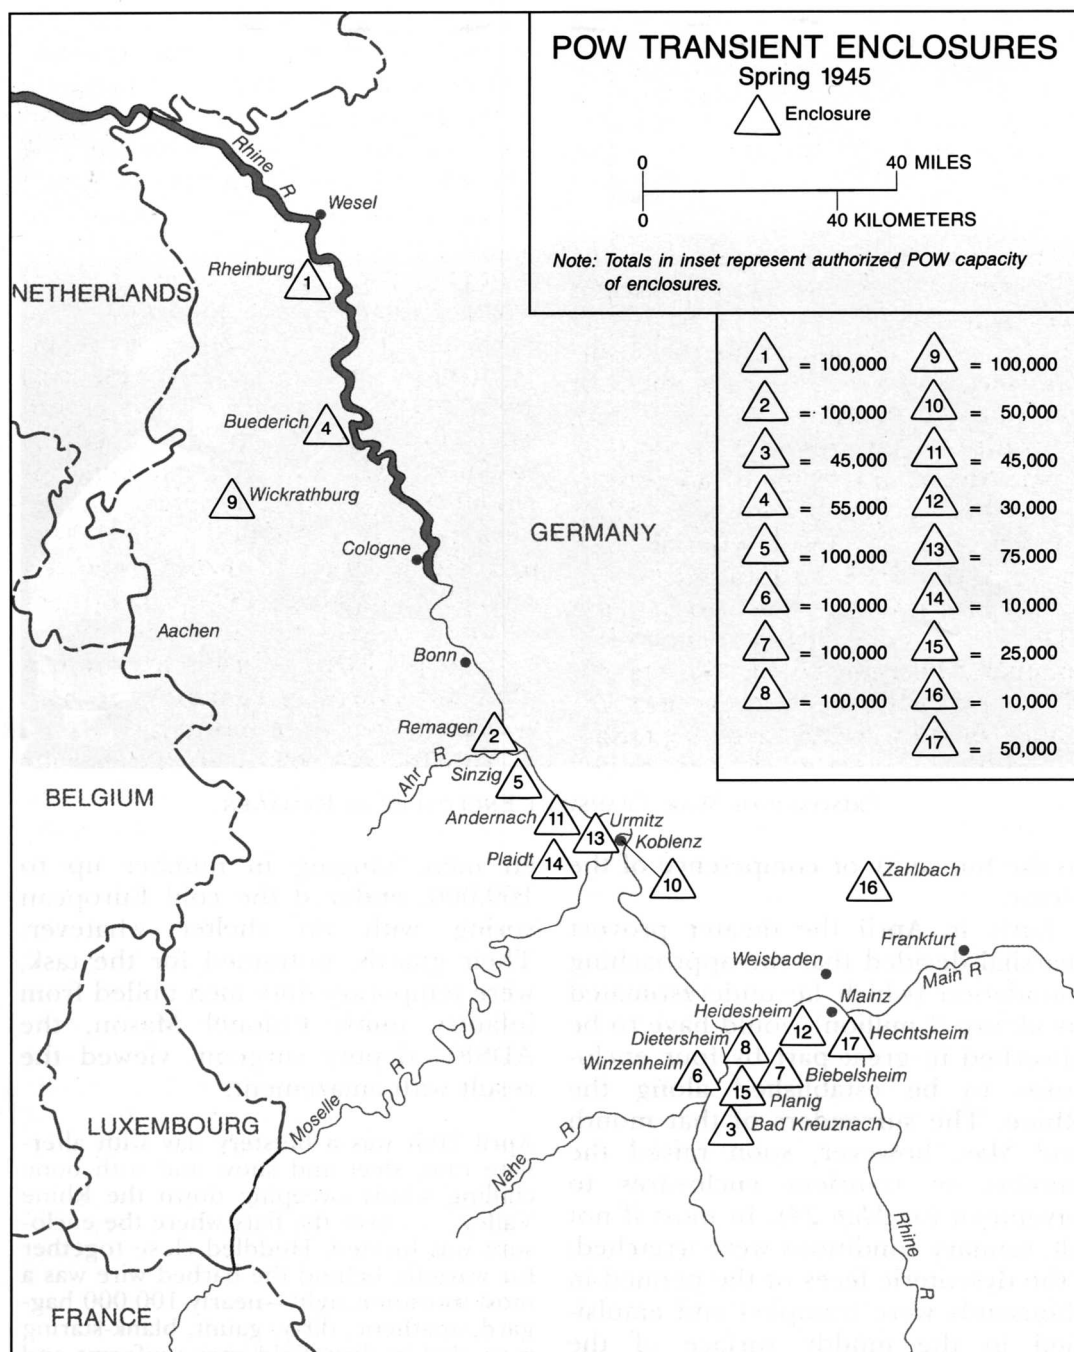 POW TRANSIENT ENCLOSURES
Spring 1945
Enclosure
0 40 MILES
0 40 KILOMETERS
Note: Totals in inset represent authorized POW capacity
of enclosures.
1 = 100,000
2 = 100,000
3 = 45,000
4 = 55,000
5 = 100,000
6 = 100,000
7 = 100,000
8 = 100,000
9 = 100,000
10 = 50,000
11 = 45,000
12 = 30,000
13 = 75,000
14 = 10,000
15 = 25,000
16 = 10,000
17 = 50,000
Rhine R
Wesel
Rheinburg
1
NETHERLANDS
Buederich
4
9
Wickrathburg
GERMANY
Cologne
Aachen
Bonn
Remagen
2
Ahr R
Sinzig
5
BELGIUM
Andernach
11
Urmitz
13
Koblenz
Plaidt
14
10
Zahlbach
16
Frankfurt
Main R
Weisbaden
Mainz
Heidesheim
12
Hechtsheim
17
Dietersheim
8
Winzenheim
6
7
Biebelsheim
15
Planig
3
Bad Kreuznach
LUXEMBOURG
Moselle R
Nahe R
Rhine R
FRANCE